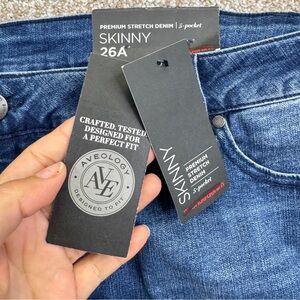 PREMIUM STRETCH DENIM | 5-pocket
SKINNY
26A
CRAFTED, TESTED
DESIGNED FOR
A PERFECT FIT
AVEOLOGY
AVE
DESIGNED TO FIT
SKINNY
PREMIUM
STRETCH
DENIM
5-pocket